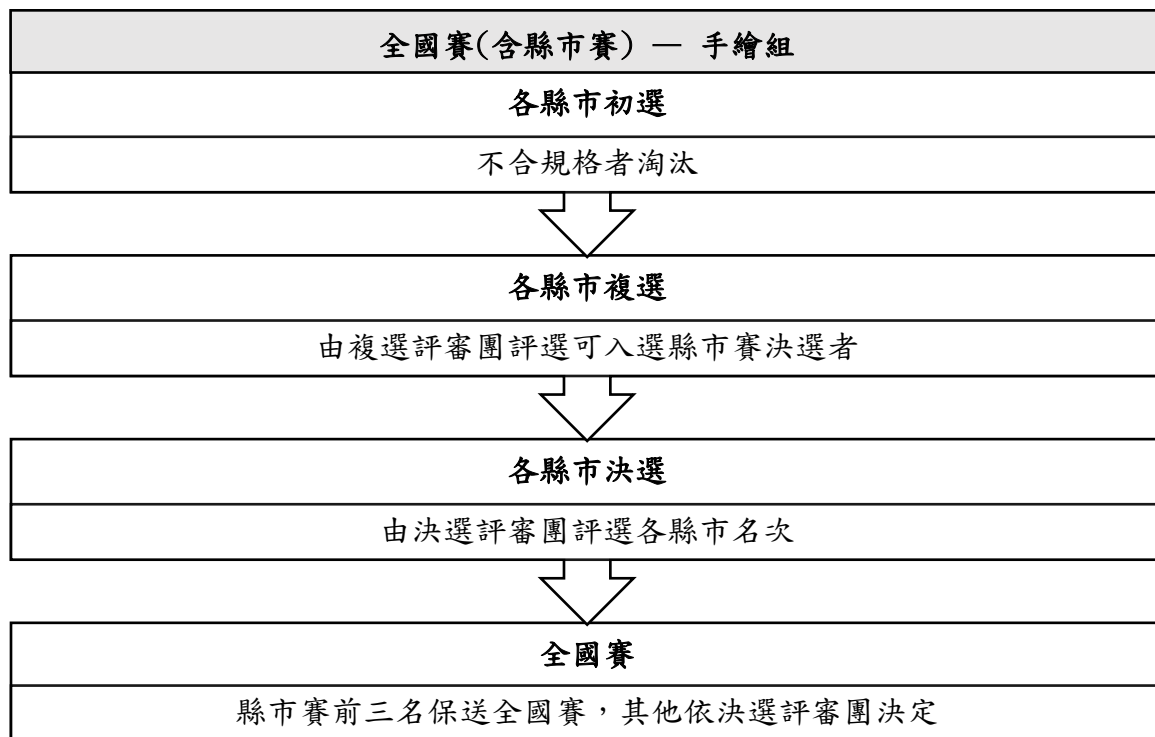 全國賽(含縣市賽) — 手繪組
各縣市初選
不合規格者淘汰
各縣市複選
由複選評審團評選可入選縣市賽決選者
各縣市決選
由決選評審團評選各縣市名次
全國賽
縣市賽前三名保送全國賽，其他依決選評審團決定